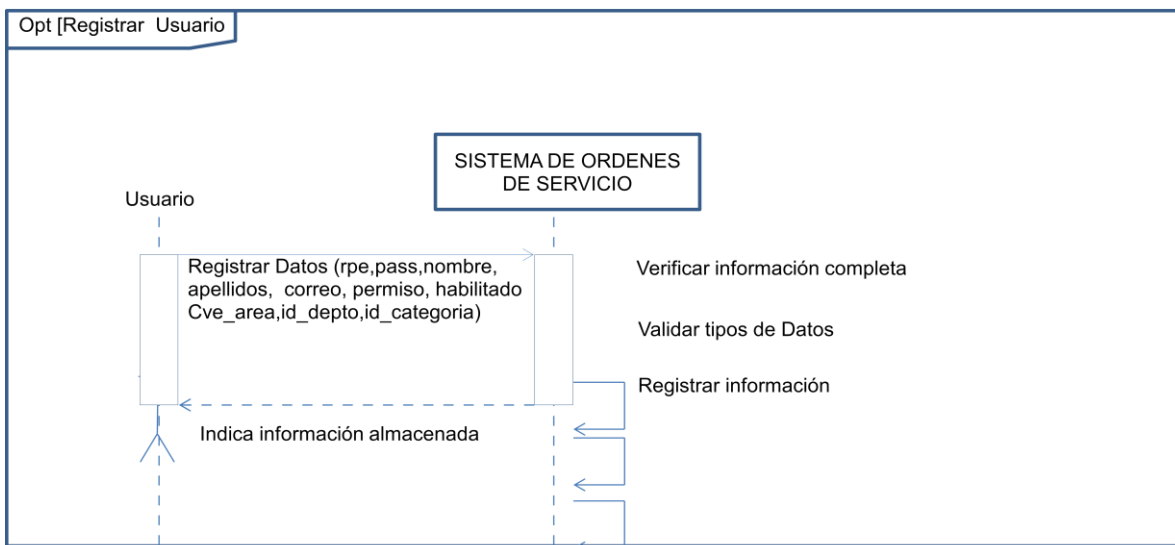 Opt [Registrar Usuario
SISTEMA DE ORDENES
DE SERVICIO
Usuario
Registrar Datos (rpe,pass,nombre,
apellidos, correo, permiso, habilitado
Cve_area,id_depto,id_categoria)
Verificar información completa
Validar tipos de Datos
Registrar información
Indica información almacenada